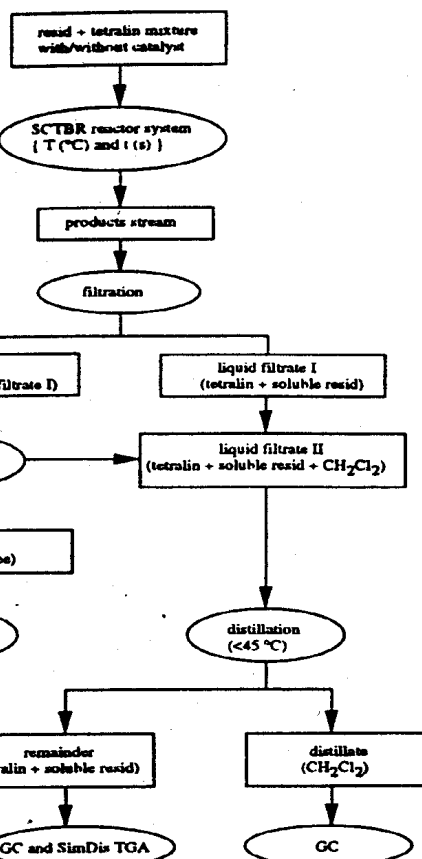 resid + tetralin mixture
with/without catalyst
SCTBR reactor system
{ T (°C) and t (s) }
products stream
filtration
filtrate I)
liquid filtrate I
(tetralin + soluble resid)
liquid filtrate II
(tetralin + soluble resid + CH₂Cl₂)
distillation
(<45 °C)
remainder
+ soluble resid)
distillate
(CH₂Cl₂)
GC and SimDis TGA
GC